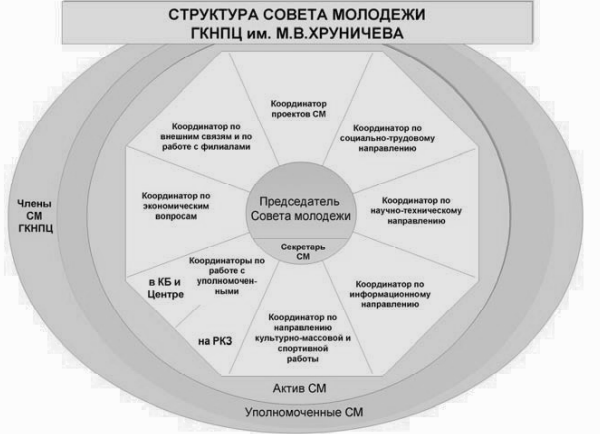 СТРУКТУРА СОВЕТА МОЛОДЕЖИ
ГКНПЦ им. М.В.ХРУНИЧЕВА
Координатор
проектов СМ
Координатор по
внешним связям и по
работе с филиалами
Координатор по
социально-трудовому
направлению
Координатор по
экономическим
вопросам
Председатель
Совета молодежи
Координатор по
научно-техническому
направлению
Члены
СМ
ГКНПЦ
Секретарь
СМ
Координаторы по
работе с
уполномочен-
ными
в КБ и
Центре
на РКЗ
Координатор по
информационному
направлению
Координатор по
направлению
культурно-массовой и
спортивной
работы
Актив СМ
Уполномоченные СМ